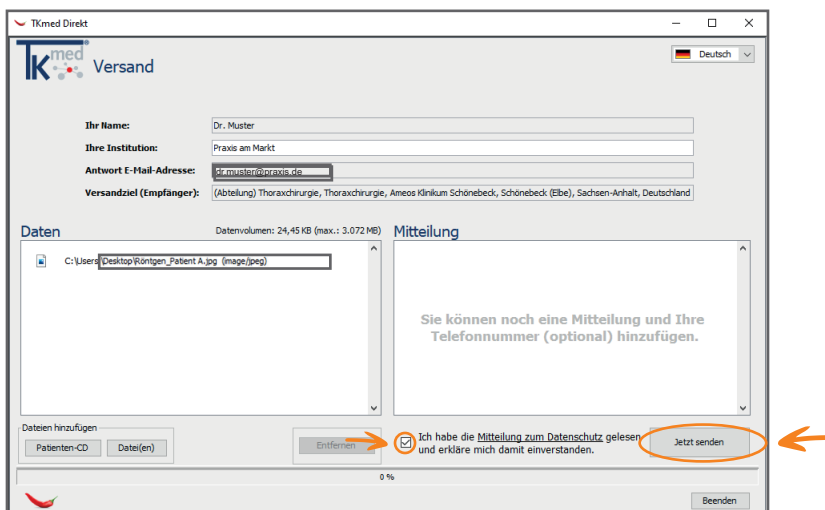 TKmed Direkt
TKmed
Versand
Deutsch
Ihr Name: Dr. Muster
Ihre Institution: Praxis am Markt
Antwort E-Mail-Adresse: dr.muster@praxis.de
Versandziel (Empfänger): (Abteilung) Thoraxchirurgie, Thoraxchirurgie, Ameos Klinikum Schönebeck, Schönebeck (Elbe), Sachsen-Anhalt, Deutschland
Daten
Datenvolumen: 24,45 KB (max.: 3.072 MB)
C:\Users\Desktop\Röntgen_Patient A.jpg (image/jpeg)
Mitteilung
Sie können noch eine Mitteilung und Ihre
Telefonnummer (optional) hinzufügen.
Dateien hinzufügen
Patienten-CD
Datei(en)
Entfernen
Ich habe die Mitteilung zum Datenschutz gelesen
und erkläre mich damit einverstanden.
Jetzt senden
0 %
Beenden